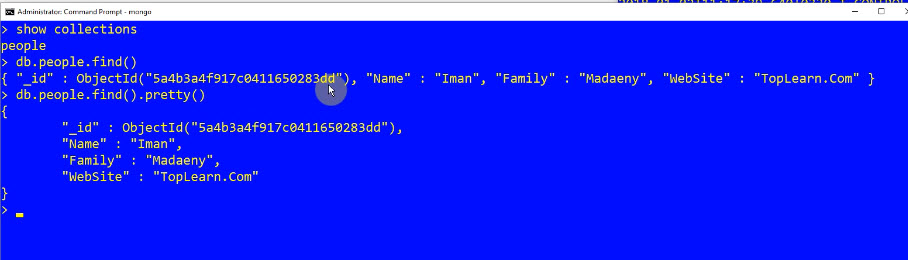 Administrator: Command Prompt - mongo
> show collections
people
> db.people.find()
{ "_id" : ObjectId("5a4b3a4f917c0411650283dd"), "Name" : "Iman", "Family" : "Madaeny", "WebSite" : "TopLearn.Com" }
> db.people.find().pretty()
{
        "_id" : ObjectId("5a4b3a4f917c0411650283dd"),
        "Name" : "Iman",
        "Family" : "Madaeny",
        "WebSite" : "TopLearn.Com"
}
>